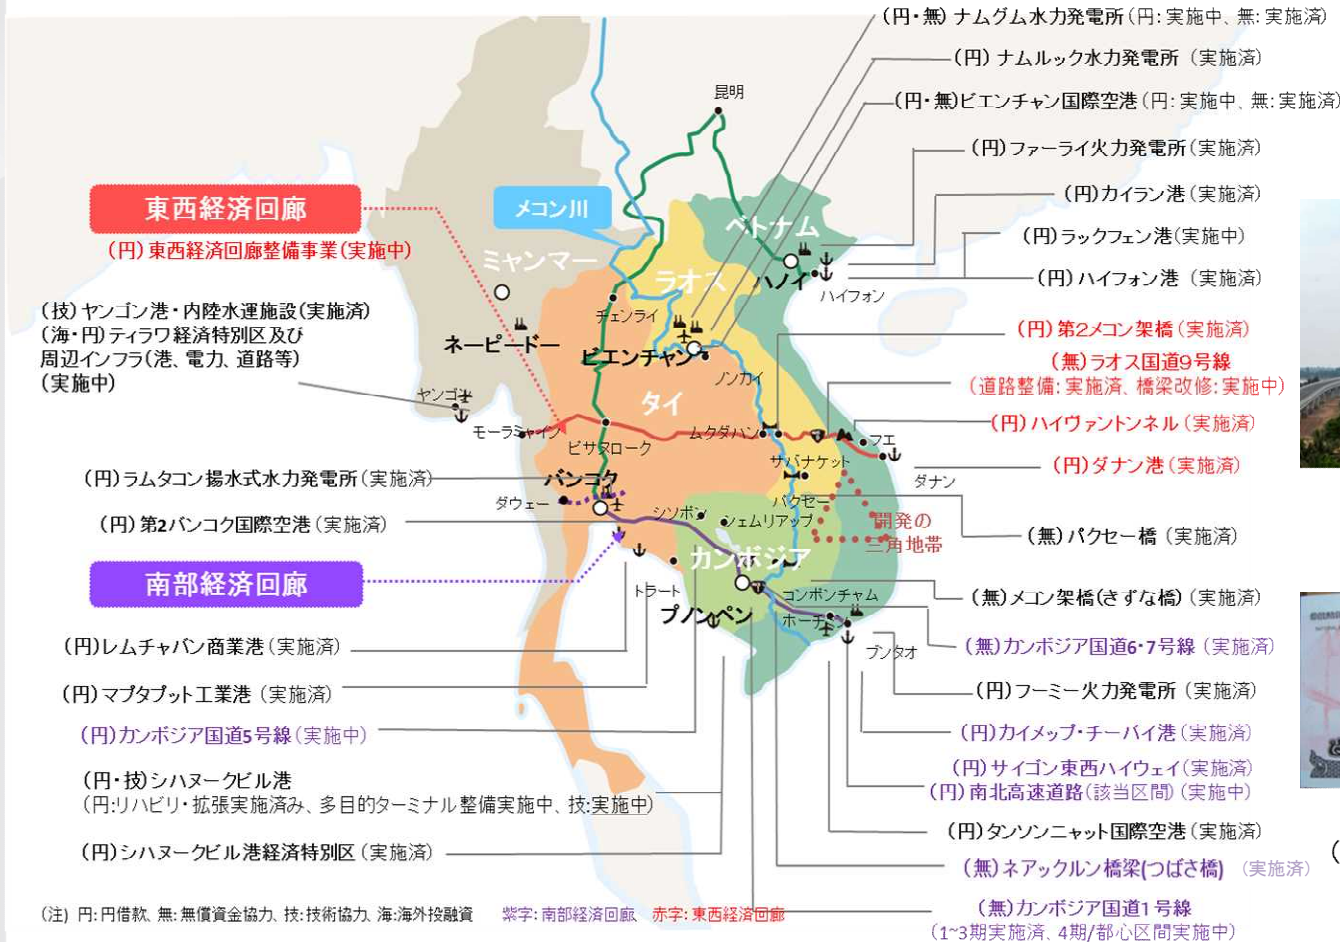 (円・無) ナムグム水力発電所 (円: 実施中、無: 実施済)
(円) ナムルック水力発電所 (実施済)
(円・無)ビエンチャン国際空港 (円: 実施中、無: 実施済)
(円)ファーライ火力発電所(実施済)
(円)カイラン港(実施済)
(円)ラックフェン港(実施中)
(円)ハイフォン港 (実施済)
(円)第2メコン架橋(実施済)
(無)ラオス国道9号線
(道路整備: 実施済、橋梁改修: 実施中)
(円)ハイヴァントンネル(実施済)
(円)ダナン港(実施済)
(無)パクセー橋(実施済)
(無)メコン架橋(きずな橋)(実施済)
(無)カンボジア国道6・7号線 (実施済)
(円)フーミー火力発電所 (実施済)
(円)カイメップ・チーバイ港(実施済)
(円)サイゴン東西ハイウェイ(実施済)
(円)南北高速道路(該当区間)(実施中)
(円)タンソンニャット国際空港(実施済)
(無)ネアックルン橋梁(つばさ橋) (実施済)
(無)カンボジア国道1号線
(1~3期実施済、4期/都心区間実施中)
東西経済回廊
(円)東西経済回廊整備事業(実施中)
(技)ヤンゴン港・内陸水運施設(実施済)
(海・円)ティラワ経済特別区及び
周辺インフラ(港、電力、道路等)
(実施中)
(円)ラムタコン揚水式水力発電所(実施済)
(円)第2バンコク国際空港(実施済)
南部経済回廊
(円)レムチャバン商業港(実施済)
(円)マプタプット工業港 (実施済)
(円)カンボジア国道5号線(実施中)
(円・技)シハヌークビル港
(円:リハビリ・拡張実施済み、多目的ターミナル整備実施中、技:実施中)
(円)シハヌークビル港経済特別区(実施済)
昆明
メコン川
ミャンマー
ベトナム
ラオス
ハノイ
ハイフォン
チェンライ
ネーピードー
ビエンチャン
ノンカイ
タイ
ヤンゴン
モーラミャイン
ピサヌローク
ムクダハン
サバナケット
フエ
ダナン
バンコク
ダウェー
パクセー
シソポン
シェムリアップ
開発の
三角地帯
カンボジア
トラート
プノンペン
コンポンチャム
ホーチミン
ブンタオ
(注) 円: 円借款、無: 無償資金協力、技: 技術協力、海: 海外投融資 紫字: 南部経済回廊、赤字: 東西経済回廊